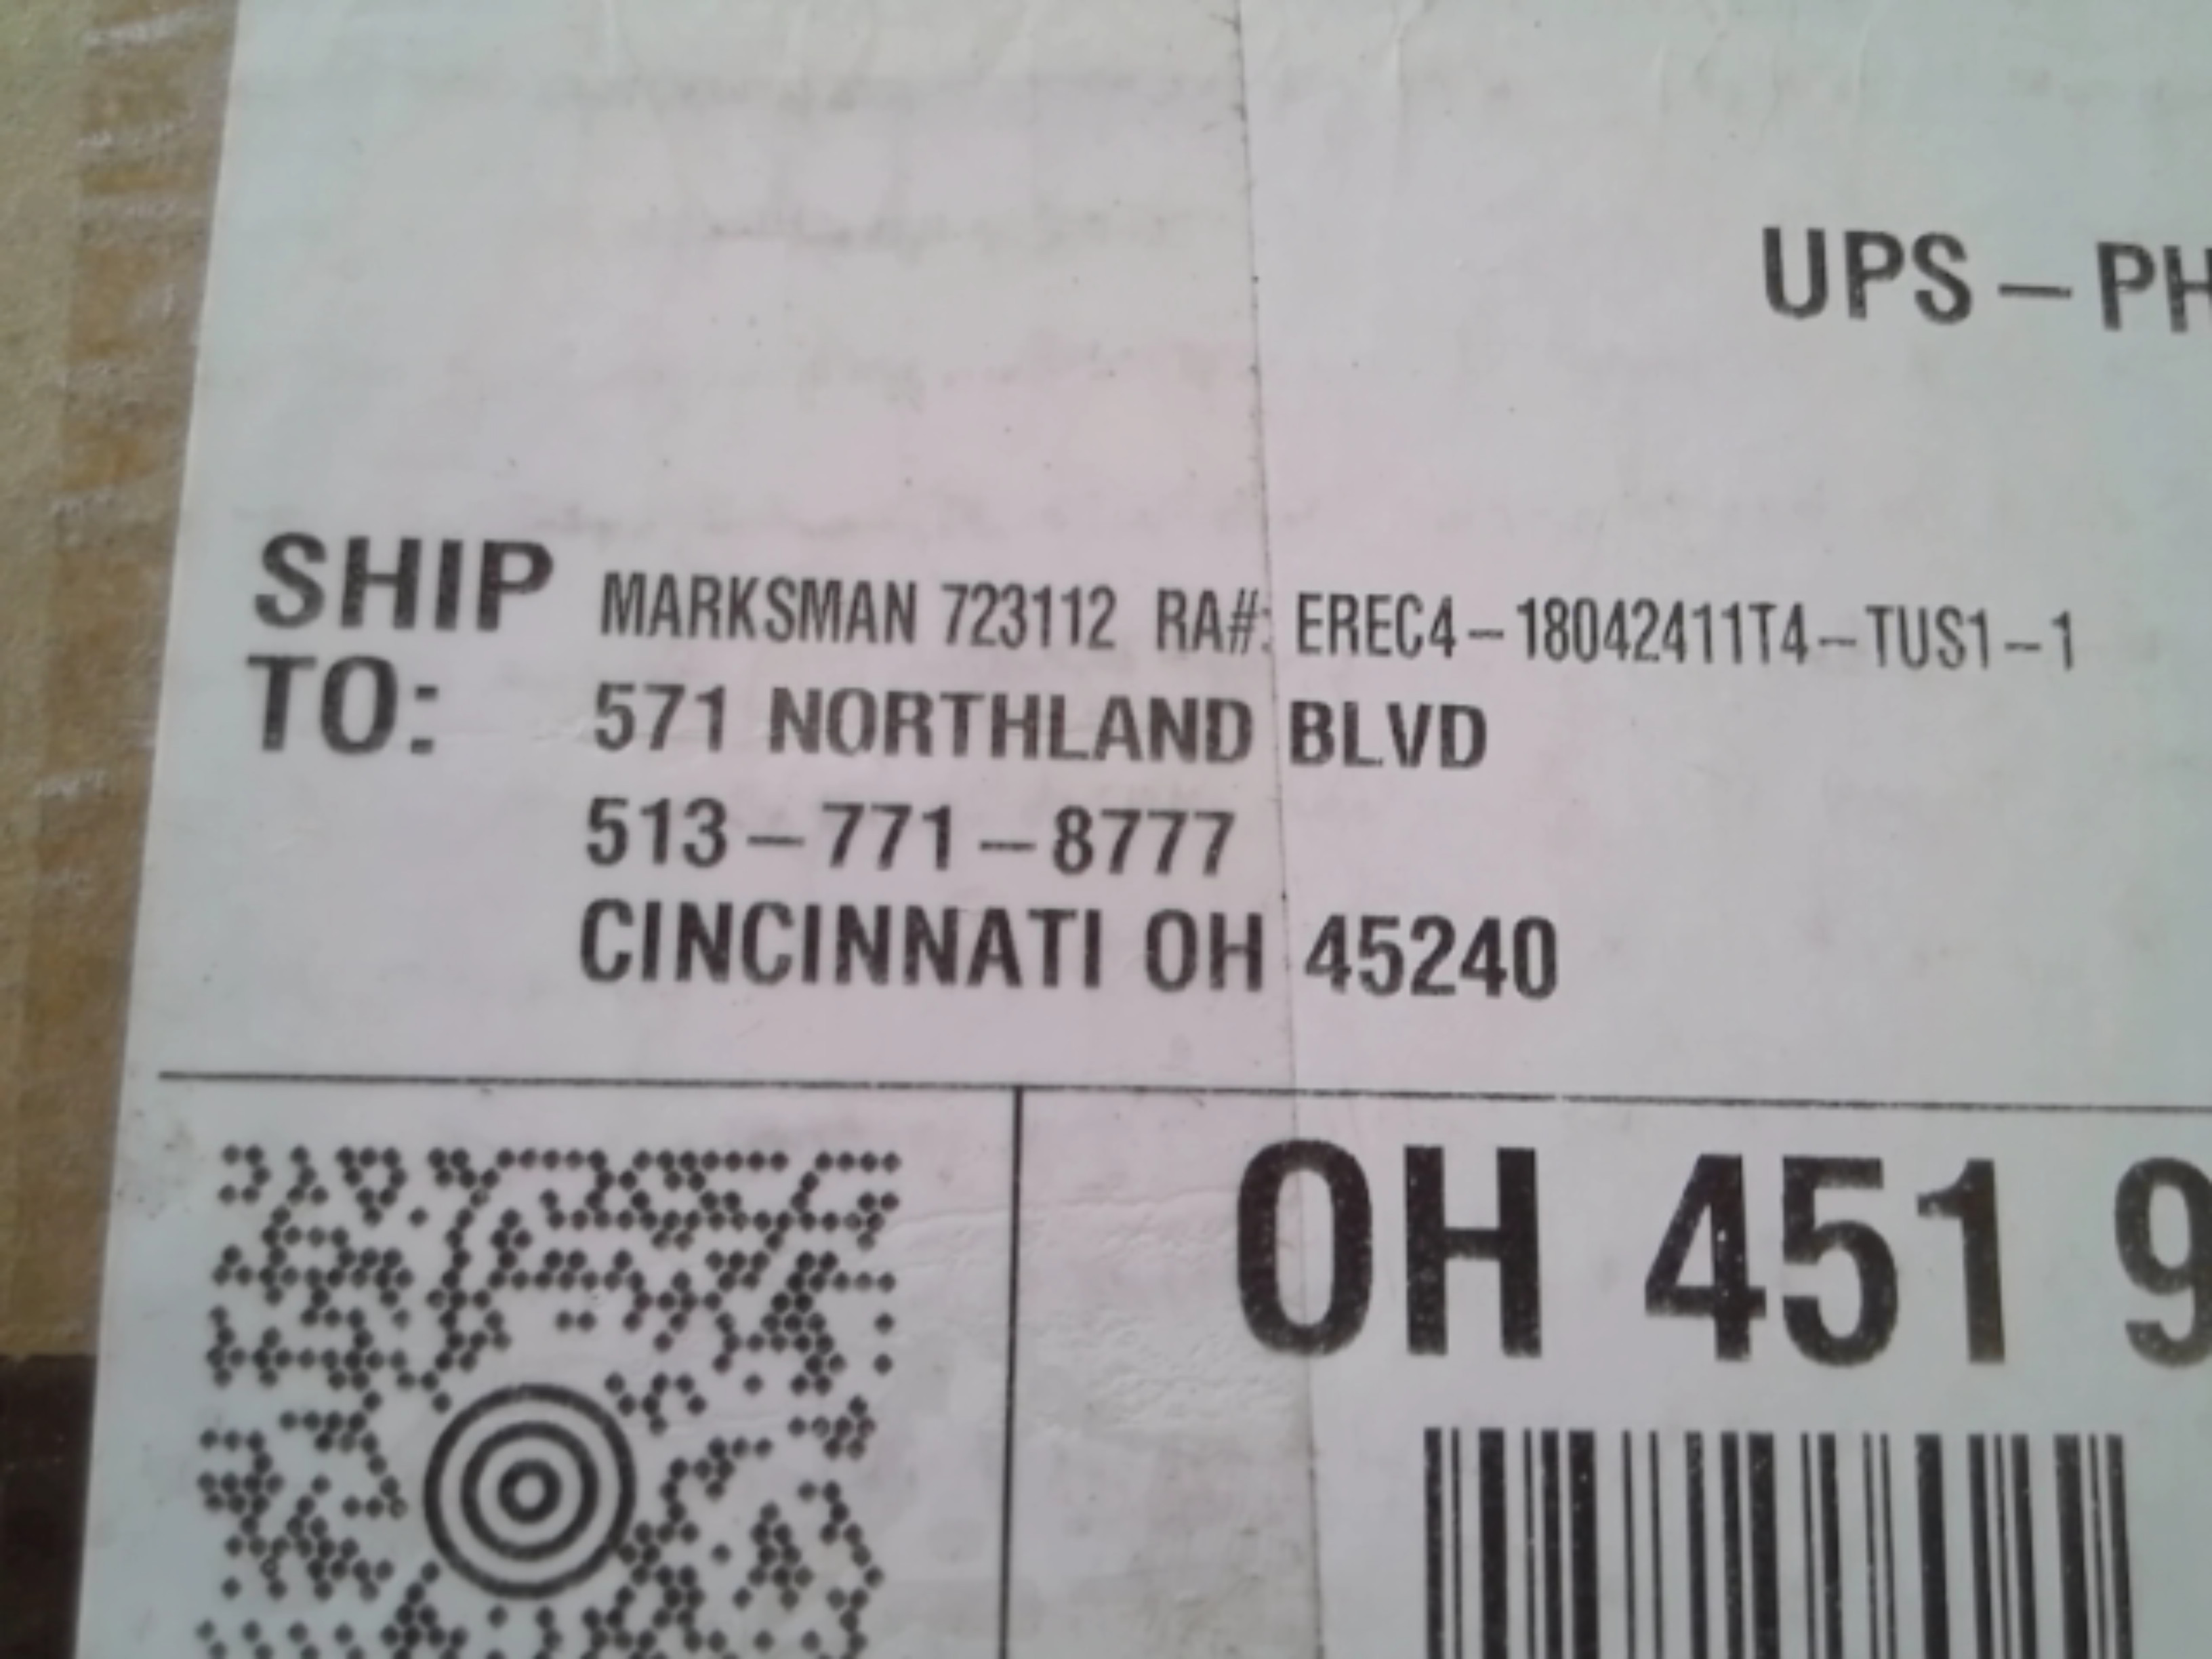 UPS – PH
SHIP TO: MARKSMAN 723112 RA#: EREC4–18042411T4–TUS1–1
571 NORTHLAND BLVD
513–771–8777
CINCINNATI OH 45240
OH 451 9